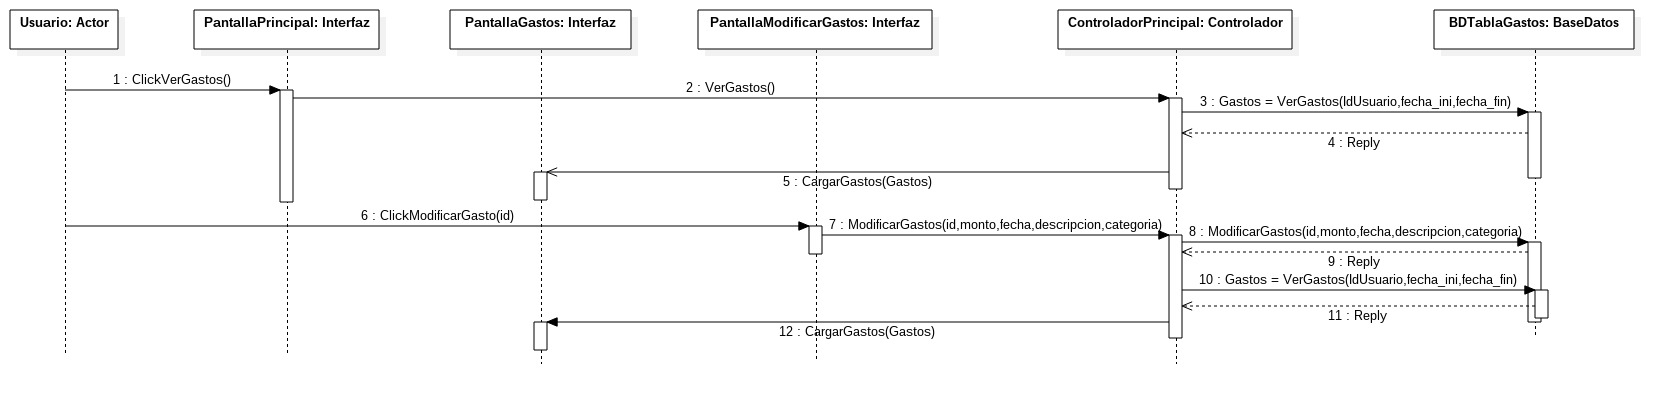 Usuario: Actor
PantallaPrincipal: Interfaz
PantallaGastos: Interfaz
PantallaModificarGastos: Interfaz
ControladorPrincipal: Controlador
BDTablaGastos: BaseDatos
1 : ClickVerGastos()
2 : VerGastos()
3 : Gastos = VerGastos(IdUsuario,fecha_ini,fecha_fin)
4 : Reply
5 : CargarGastos(Gastos)
6 : ClickModificarGasto(id)
7 : ModificarGastos(id,monto,fecha,descripcion,categoria)
8 : ModificarGastos(id,monto,fecha,descripcion,categoria)
9 : Reply
10 : Gastos = VerGastos(IdUsuario,fecha_ini,fecha_fin)
11 : Reply
12 : CargarGastos(Gastos)